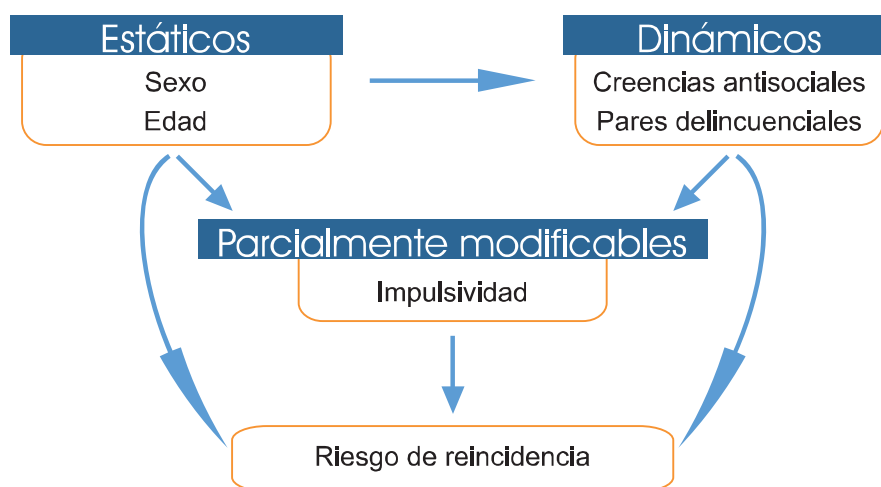 Estáticos
Sexo
Edad
Dinámicos
Creencias antisociales
Pares delincuenciales
Parcialmente modificables
Impulsividad
Riesgo de reincidencia